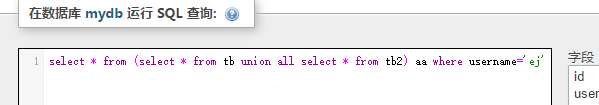 在数据库 mydb 运行 SQL 查询:
1 select * from (select * from tb union all select * from tb2) aa where username='ej'
字段
id
user